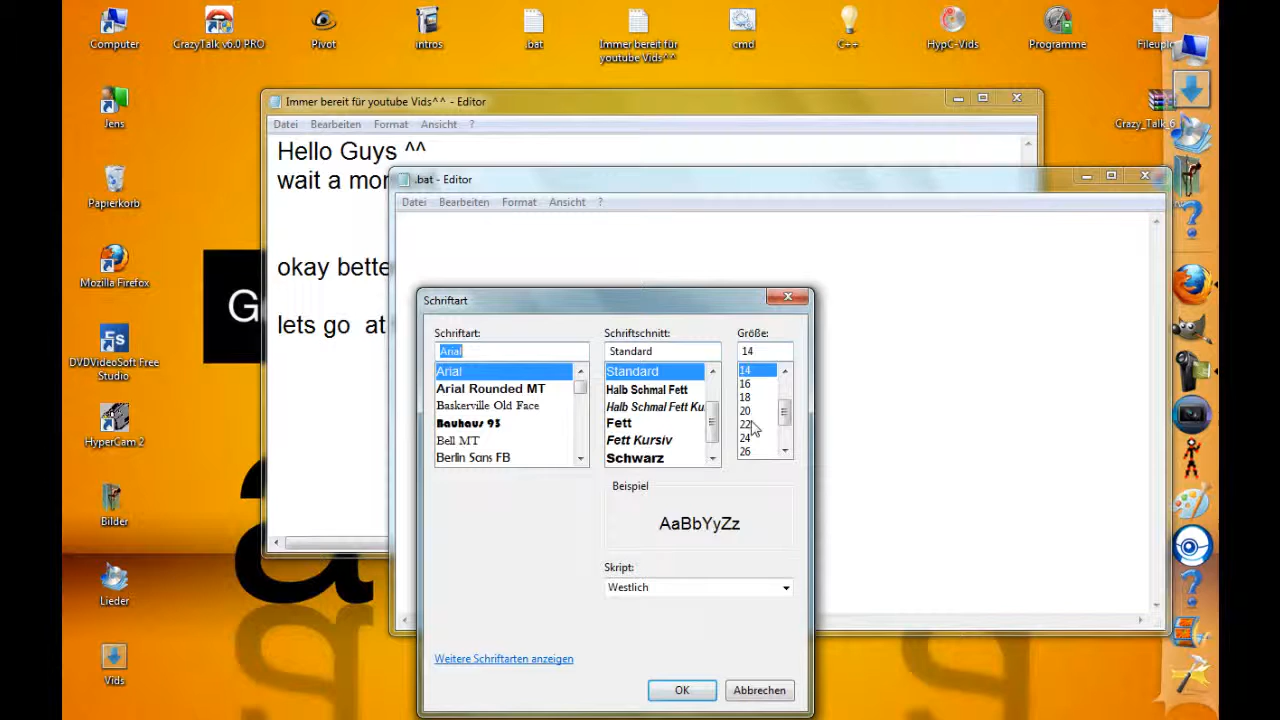 Computer
CrazyTalk v6.0 PRO
Pivot
intros
.bat
Immer bereit für
youtube Vids^^
cmd
C++
HypC-Vids
Programme
Jens
Papierkorb
Mozilla Firefox
DVDVideoSoft Free
Studio
HyperCam 2
Bilder
Lieder
Vids
Crazy_Talk_6
Immer bereit für youtube Vids^^ - Editor
Datei Bearbeiten Format Ansicht ?
Hello Guys ^^
wait a
okay
lets go at
G
a
.bat - Editor
Datei Bearbeiten Format Ansicht ?
Schriftart
Schriftart:
Arial
Arial
Arial Rounded MT
Baskerville Old Face
Bauhaus 93
Bell MT
Berlin Sans FB
Schriftschnitt:
Standard
Standard
Halb Schmal Fett
Halb Schmal Fett
Fett
Fett Kursiv
Schwarz
Größe:
14
14
16
18
20
22
24
26
Beispiel
AaBbYyZz
Skript:
Westlich
Weitere Schriftarten anzeigen
OK
Abbrechen